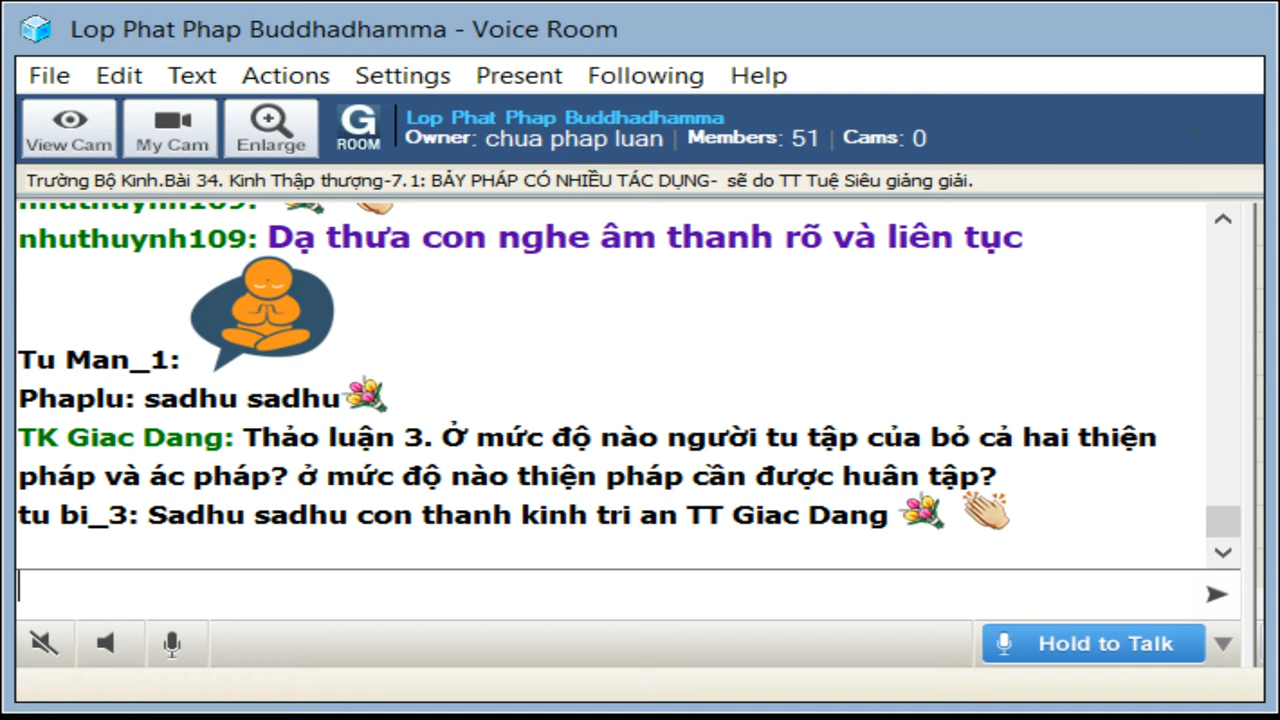 Lop Phat Phap Buddhadhamma - Voice Room
File Edit Text Actions Settings Present Following Help
View Cam My Cam Enlarge G ROOM Lop Phat Phap Buddhadhamma
Owner: chua phap luan | Members: 51 | Cams: 0
Trường Bộ Kinh.Bài 34. Kinh Thập thượng-7.1: BẢY PHÁP CÓ NHIỀU TÁC DỤNG- sẽ do TT Tuệ Siêu giảng giải.
nhuthuynh109:
nhuthuynh109: Dạ thưa con nghe âm thanh rõ và liên tục
Tu Man_1:
Phaplu: sadhu sadhu
TK Giac Dang: Thảo luận 3. Ở mức độ nào người tu tập của bỏ cả hai thiện
pháp và ác pháp? ở mức độ nào thiện pháp cần được huân tập?
tu bi_3: Sadhu sadhu con thanh kinh tri an TT Giac Dang
Hold to Talk